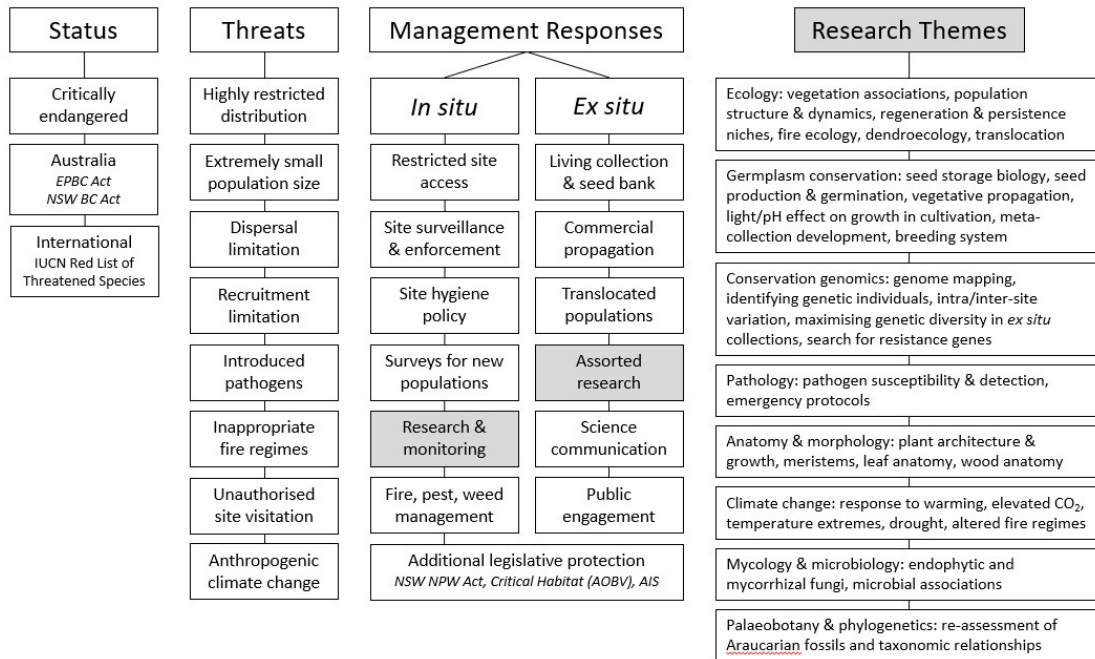 Status
Critically
endangered
Australia
EPBC Act
NSW BC Act
International
IUCN Red List of
Threatened Species
Threats
Highly restricted
distribution
Extremely small
population size
Dispersal
limitation
Recruitment
limitation
Introduced
pathogens
Inappropriate
fire regimes
Unauthorised
site visitation
Anthropogenic
climate change
Management Responses
In situ
Restricted site
access
Site surveillance
& enforcement
Site hygiene
policy
Surveys for new
populations
Research &
monitoring
Fire, pest, weed
management
Ex situ
Living collection
& seed bank
Commercial
propagation
Translocated
populations
Assorted
research
Science
communication
Public
engagement
Additional legislative protection
NSW NPW Act, Critical Habitat (AOBV), AIS
Research Themes
Ecology: vegetation associations, population
structure & dynamics, regeneration & persistence
niches, fire ecology, dendroecology, translocation
Germplasm conservation: seed storage biology, seed
production & germination, vegetative propagation,
light/pH effect on growth in cultivation, meta-
collection development, breeding system
Conservation genomics: genome mapping,
identifying genetic individuals, intra/inter-site
variation, maximising genetic diversity in ex situ
collections, search for resistance genes
Pathology: pathogen susceptibility & detection,
emergency protocols
Anatomy & morphology: plant architecture &
growth, meristems, leaf anatomy, wood anatomy
Climate change: response to warming, elevated CO₂,
temperature extremes, drought, altered fire regimes
Mycology & microbiology: endophytic and
mycorrhizal fungi, microbial associations
Palaeobotany & phylogenetics: re-assessment of
Araucarian fossils and taxonomic relationships